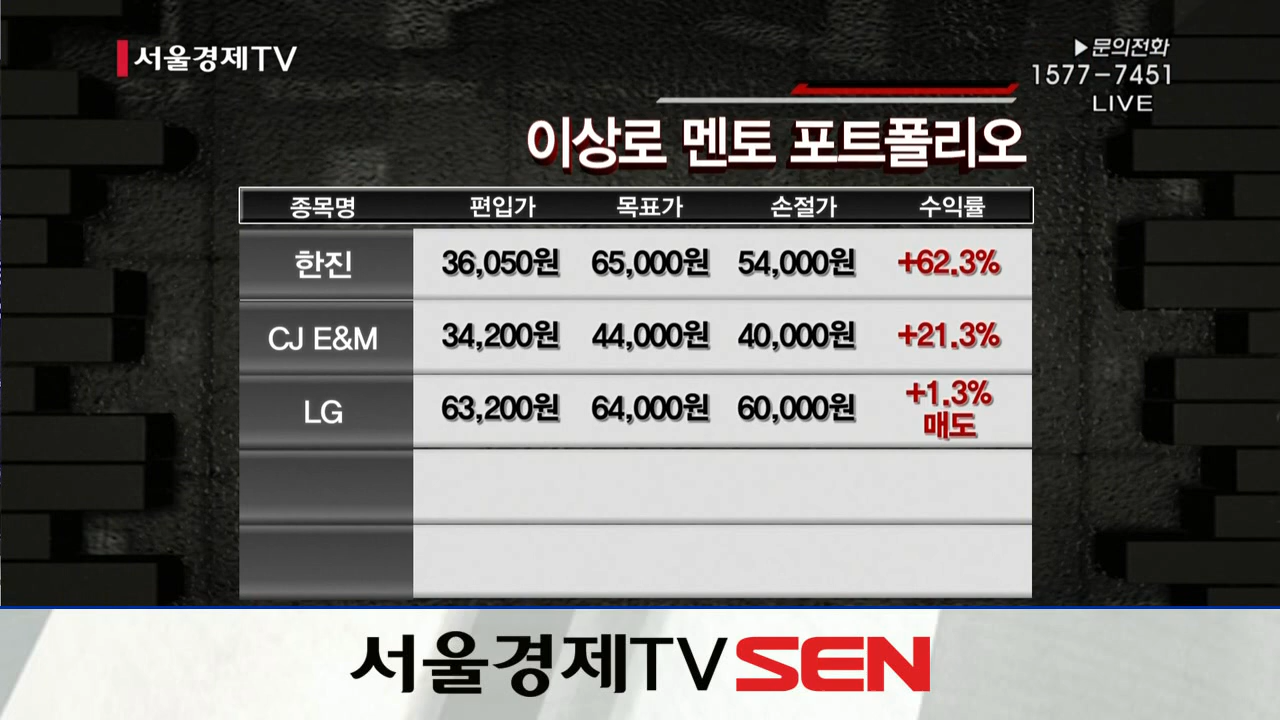 서울경제TV
▶문의전화
1577-7451
LIVE
이상로 멘토 포트폴리오
종목명 편입가 목표가 손절가 수익률
한진 36,050원 65,000원 54,000원 +62.3%
CJ E&M 34,200원 44,000원 40,000원 +21.3%
LG 63,200원 64,000원 60,000원 +1.3%
매도
서울경제TV SEN